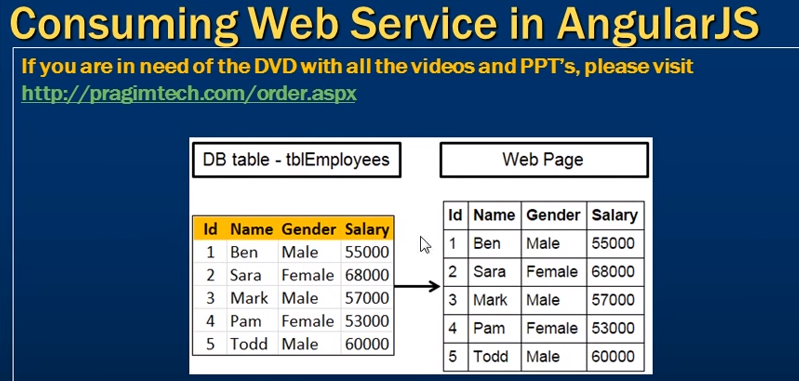 Consuming Web Service in AngularJS
If you are in need of the DVD with all the videos and PPT's, please visit
http://pragimtech.com/order.aspx
DB table - tblEmployees
Id Name Gender Salary
1 Ben Male 55000
2 Sara Female 68000
3 Mark Male 57000
4 Pam Female 53000
5 Todd Male 60000
Web Page
Id Name Gender Salary
1 Ben Male 55000
2 Sara Female 68000
3 Mark Male 57000
4 Pam Female 53000
5 Todd Male 60000